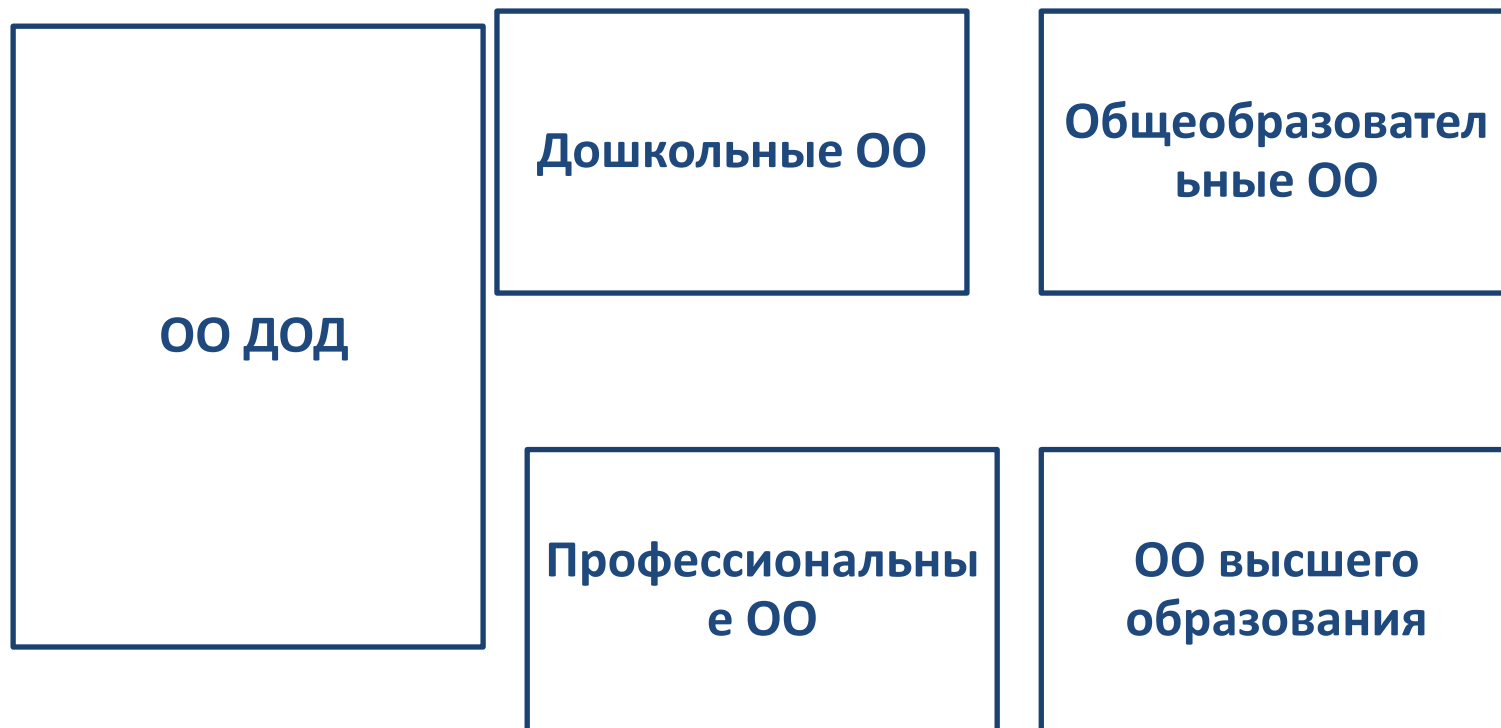 ОО ДОД
Дошкольные ОО
Общеобразовател
ьные ОО
Профессиональны
е ОО
ОО высшего
образования